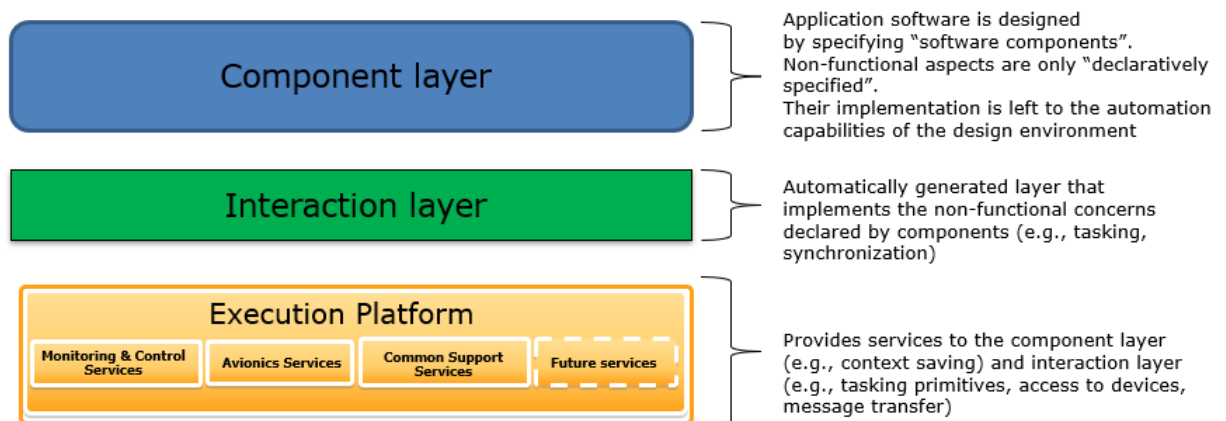 Component layer
Application software is designed
by specifying “software components”.
Non-functional aspects are only “declaratively
specified”.
Their implementation is left to the automation
capabilities of the design environment
Interaction layer
Automatically generated layer that
implements the non-functional concerns
declared by components (e.g., tasking,
synchronization)
Execution Platform
Monitoring & Control
Services
Avionics Services
Common Support
Services
Future services
Provides services to the component layer
(e.g., context saving) and interaction layer
(e.g., tasking primitives, access to devices,
message transfer)